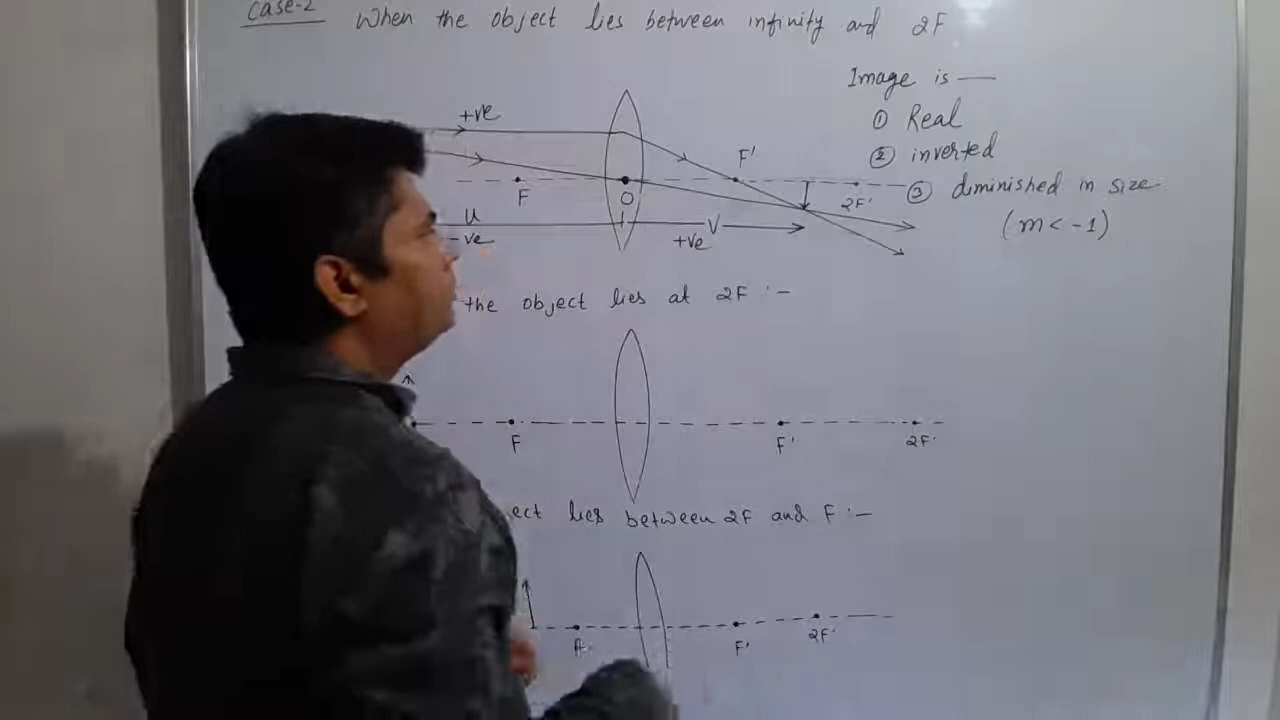 Case-2 When the object lies between infinity and 2F
Image is —
① Real
② inverted
③ diminished in size
(m < -1)
+ve
F'
F
O
2F'
U
V
-ve
+ve
the object lies at 2F :-
F
F'
2F'
lies between 2F and F :-
F'
2F'